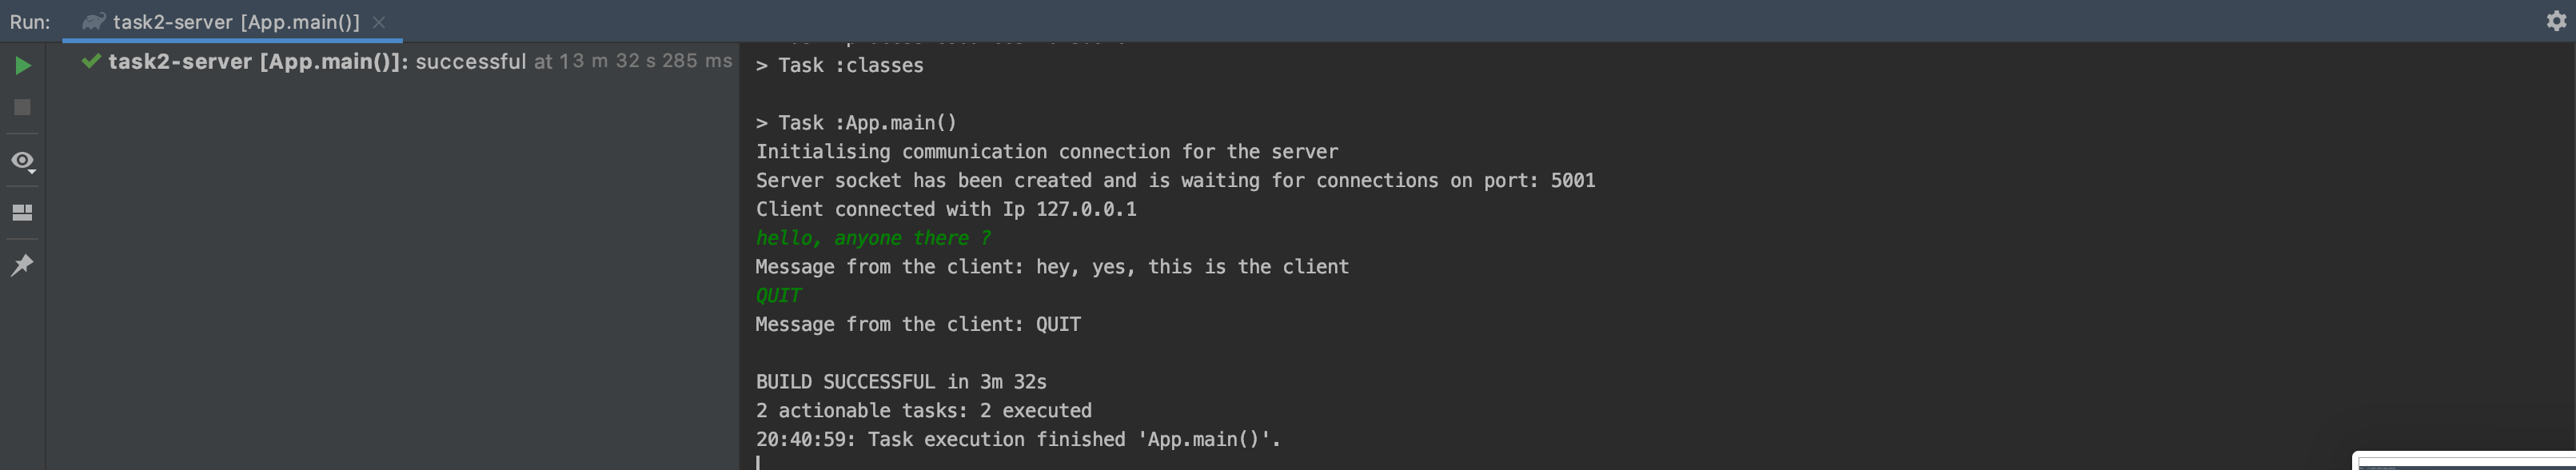 Run: task2-server [App.main()]
task2-server [App.main()]: successful at 13 m 32 s 285 ms
> Task :classes
> Task :App.main()
Initialising communication connection for the server
Server socket has been created and is waiting for connections on port: 5001
Client connected with Ip 127.0.0.1
hello, anyone there ?
Message from the client: hey, yes, this is the client
QUIT
Message from the client: QUIT
BUILD SUCCESSFUL in 3m 32s
2 actionable tasks: 2 executed
20:40:59: Task execution finished 'App.main()'.